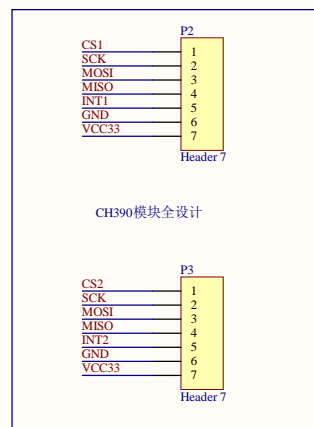 P2
CS1 1
SCK 2
MOSI 3
MISO 4
INT1 5
GND 6
VCC33 7
Header 7
CH390模块全设计
P3
CS2 1
SCK 2
MOSI 3
MISO 4
INT2 5
GND 6
VCC33 7
Header 7